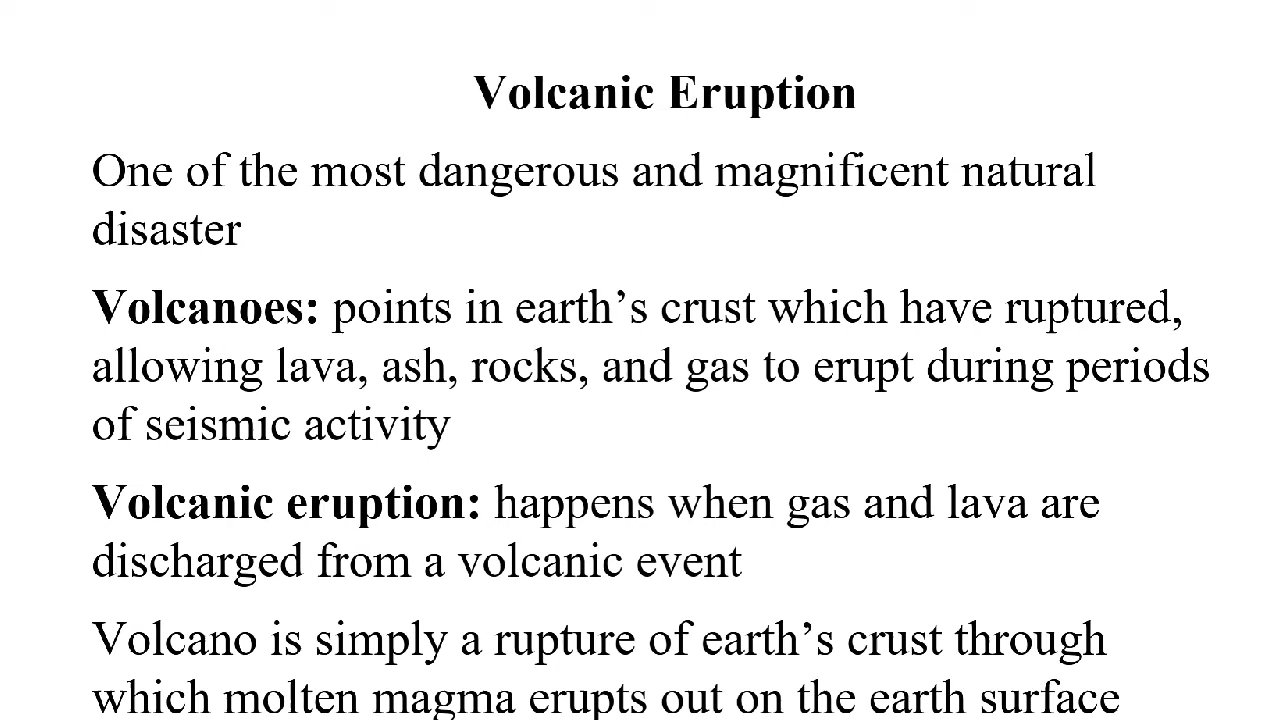 Volcanic Eruption
One of the most dangerous and magnificent natural
disaster
Volcanoes: points in earth’s crust which have ruptured,
allowing lava, ash, rocks, and gas to erupt during periods
of seismic activity
Volcanic eruption: happens when gas and lava are
discharged from a volcanic event
Volcano is simply a rupture of earth’s crust through
which molten magma erupts out on the earth surface